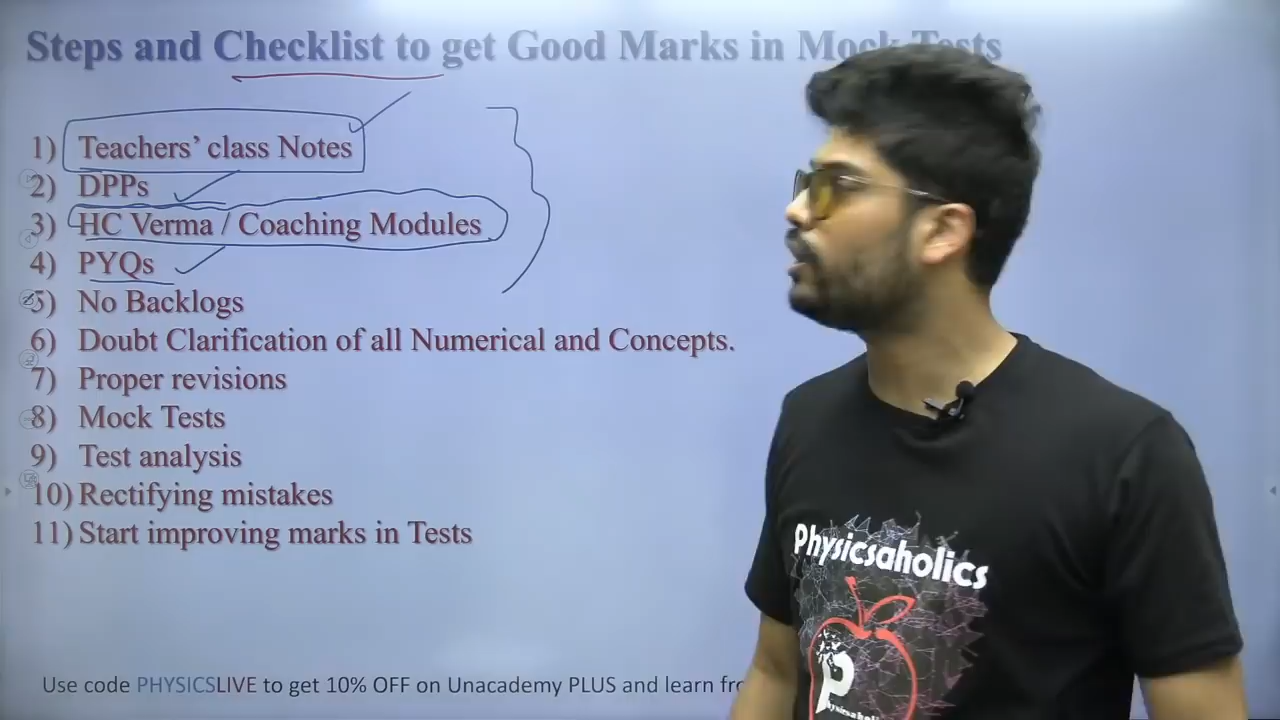 Steps and Checklist to get Good Marks in Mock Tests
1) Teachers’ class Notes
2) DPPs
3) HC Verma / Coaching Modules
4) PYQs
5) No Backlogs
6) Doubt Clarification of all Numerical and Concepts.
7) Proper revisions
8) Mock Tests
9) Test analysis
10) Rectifying mistakes
11) Start improving marks in Tests
Physicsaholics
P
Use code PHYSICSLIVE to get 10% OFF on Unacademy PLUS and learn